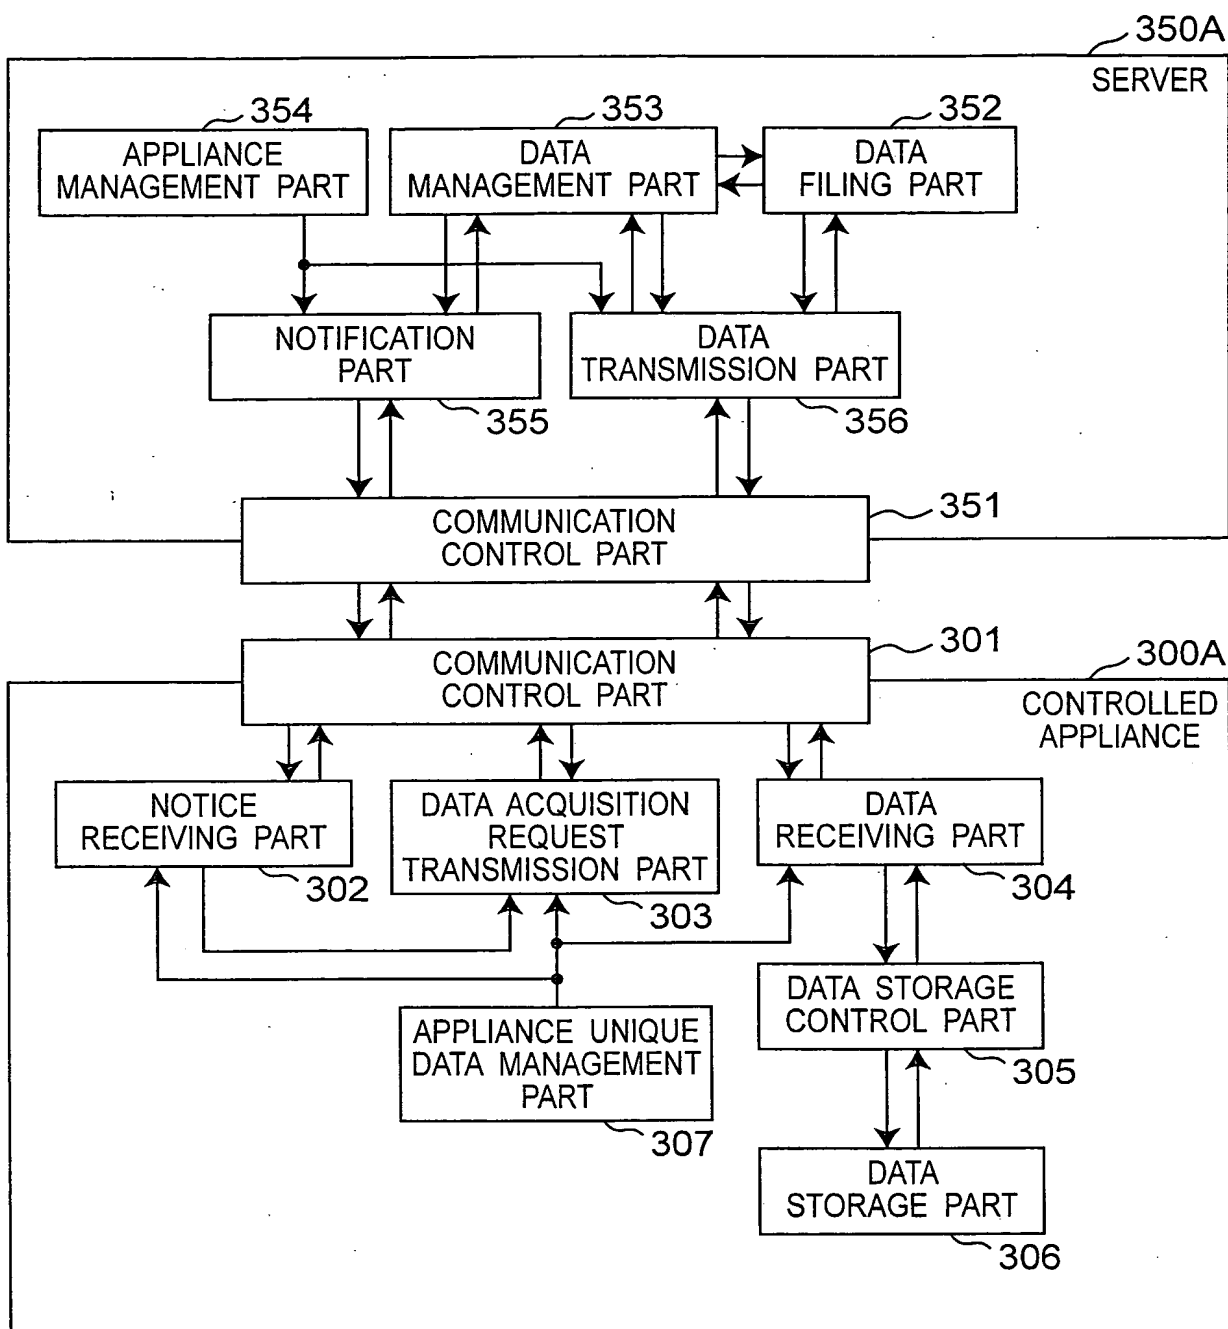 350A
SERVER
354
353
352
APPLIANCE
MANAGEMENT PART
DATA
MANAGEMENT PART
DATA
FILING PART
NOTIFICATION
PART
DATA
TRANSMISSION PART
355
356
COMMUNICATION
CONTROL PART
351
COMMUNICATION
CONTROL PART
301
300A
CONTROLLED
APPLIANCE
NOTICE
RECEIVING PART
DATA ACQUISITION
REQUEST
TRANSMISSION PART
DATA
RECEIVING PART
302
303
304
DATA STORAGE
CONTROL PART
305
APPLIANCE UNIQUE
DATA MANAGEMENT
PART
307
DATA
STORAGE PART
306